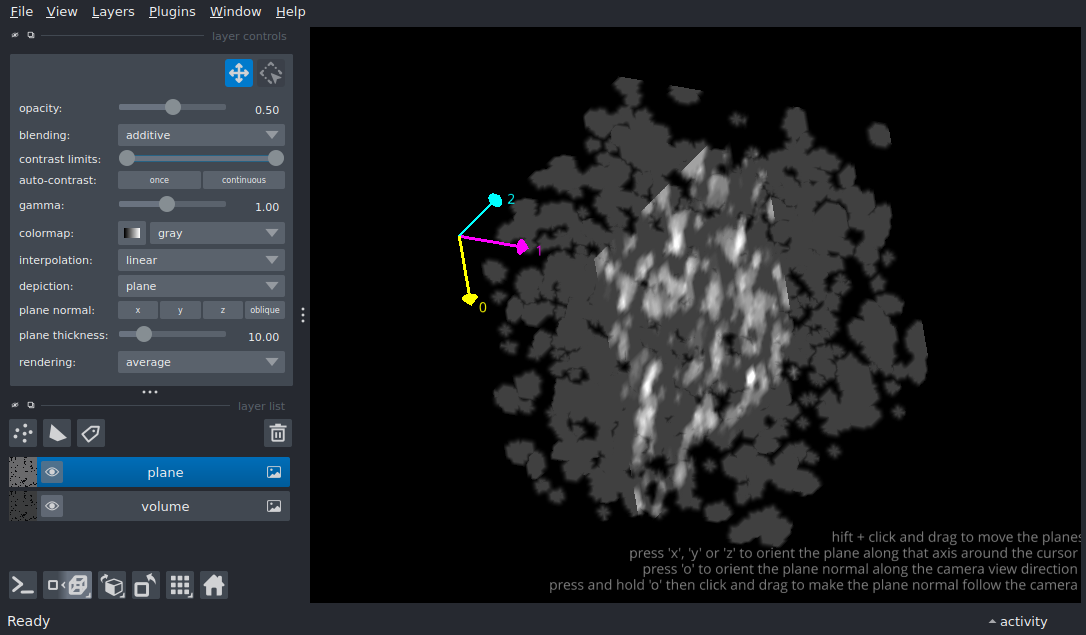 File View Layers Plugins Window Help
layer controls
opacity: 0.50
blending: additive
contrast limits:
auto-contrast: once continuous
gamma: 1.00
colormap: gray
interpolation: linear
depiction: plane
plane normal: x y z oblique
plane thickness: 10.00
rendering: average
layer list
plane
volume
2
1
0
hift + click and drag to move the planes
press 'x', 'y' or 'z' to orient the plane along that axis around the cursor
press 'o' to orient the plane normal along the camera view direction
press and hold 'o' then click and drag to make the plane normal follow the camera
Ready activity